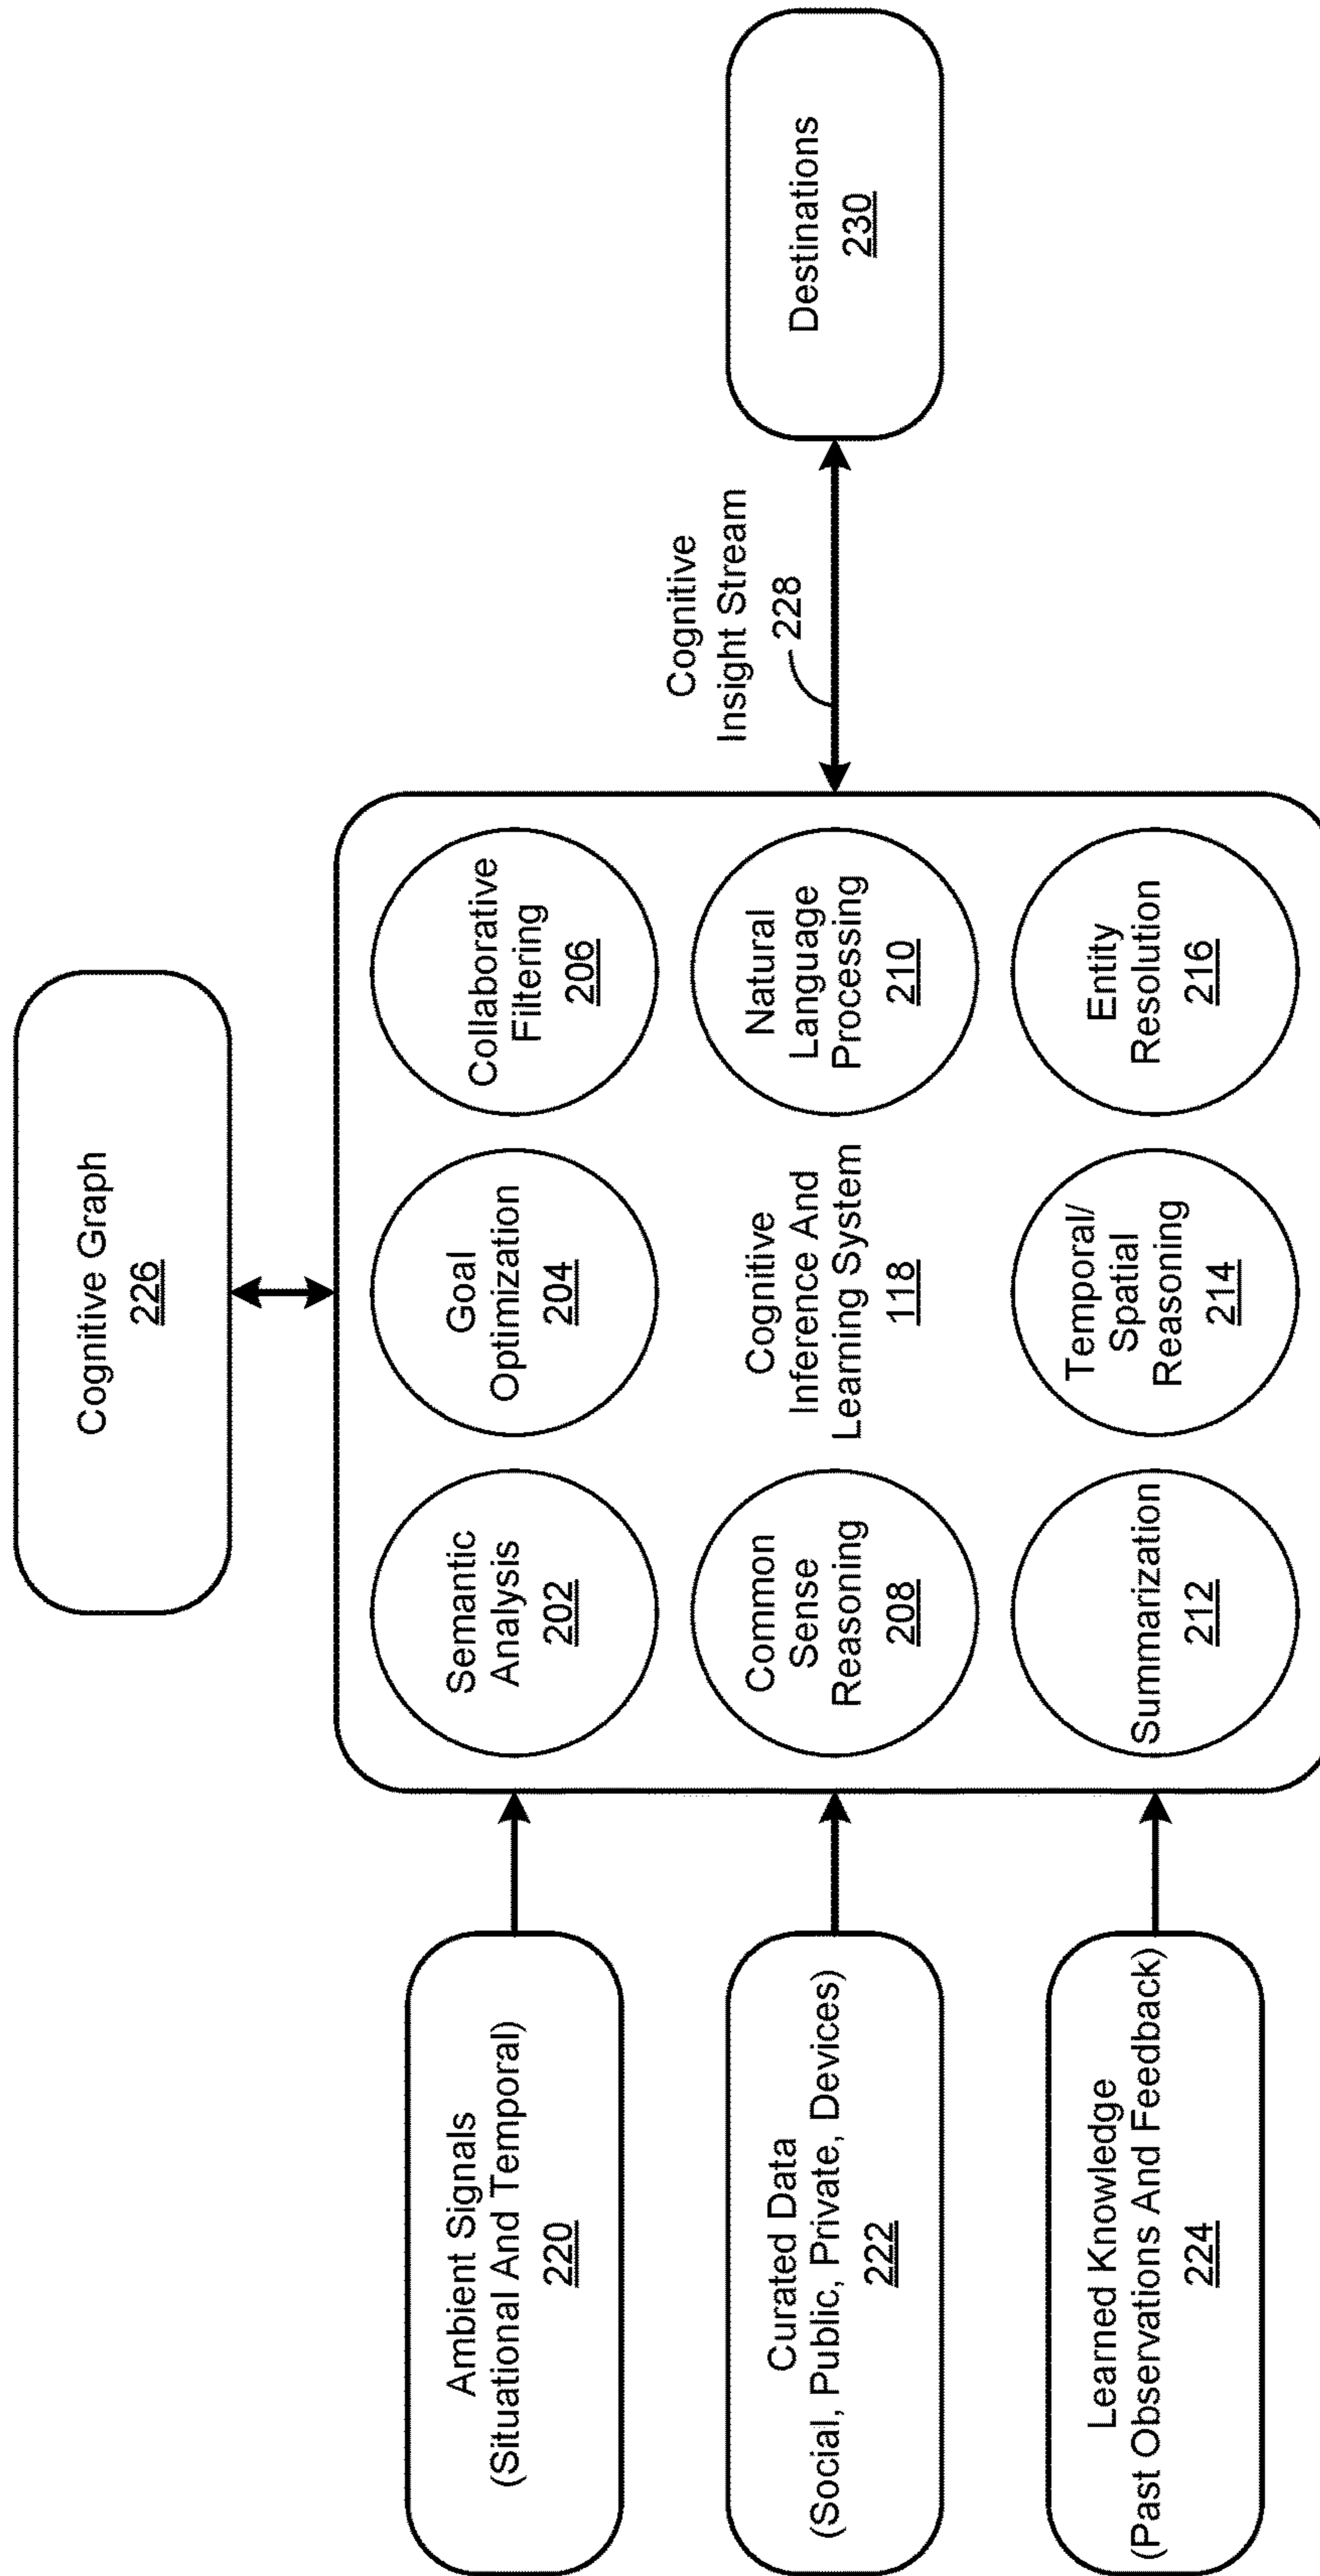 Cognitive Graph
226
Ambient Signals
(Situational And Temporal)
220
Curated Data
(Social, Public, Private, Devices)
222
Learned Knowledge
(Past Observations And Feedback)
224
Semantic
Analysis
202
Goal
Optimization
204
Collaborative
Filtering
206
Common
Sense
Reasoning
208
Cognitive
Inference And
Learning System
118
Natural
Language
Processing
210
Summarization
212
Temporal/
Spatial
Reasoning
214
Entity
Resolution
216
Cognitive
Insight Stream
228
Destinations
230